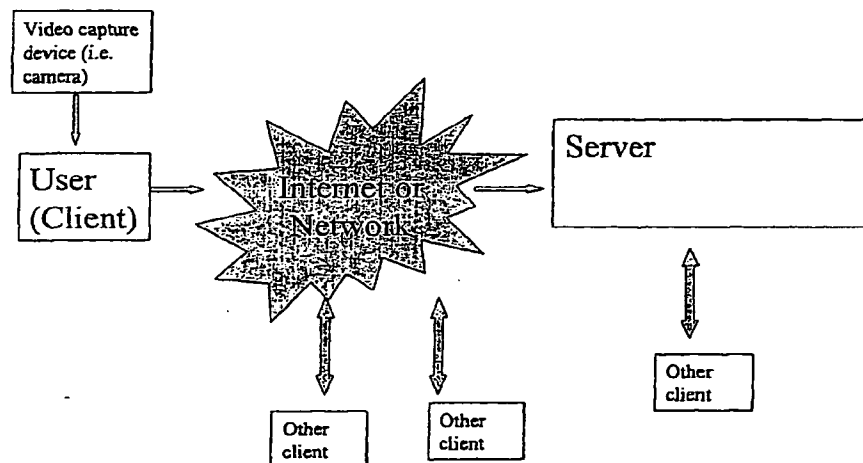 Video capture
device (i.e.
camera)
User
(Client)
Internet or
Network
Server
Other
client
Other
client
Other
client